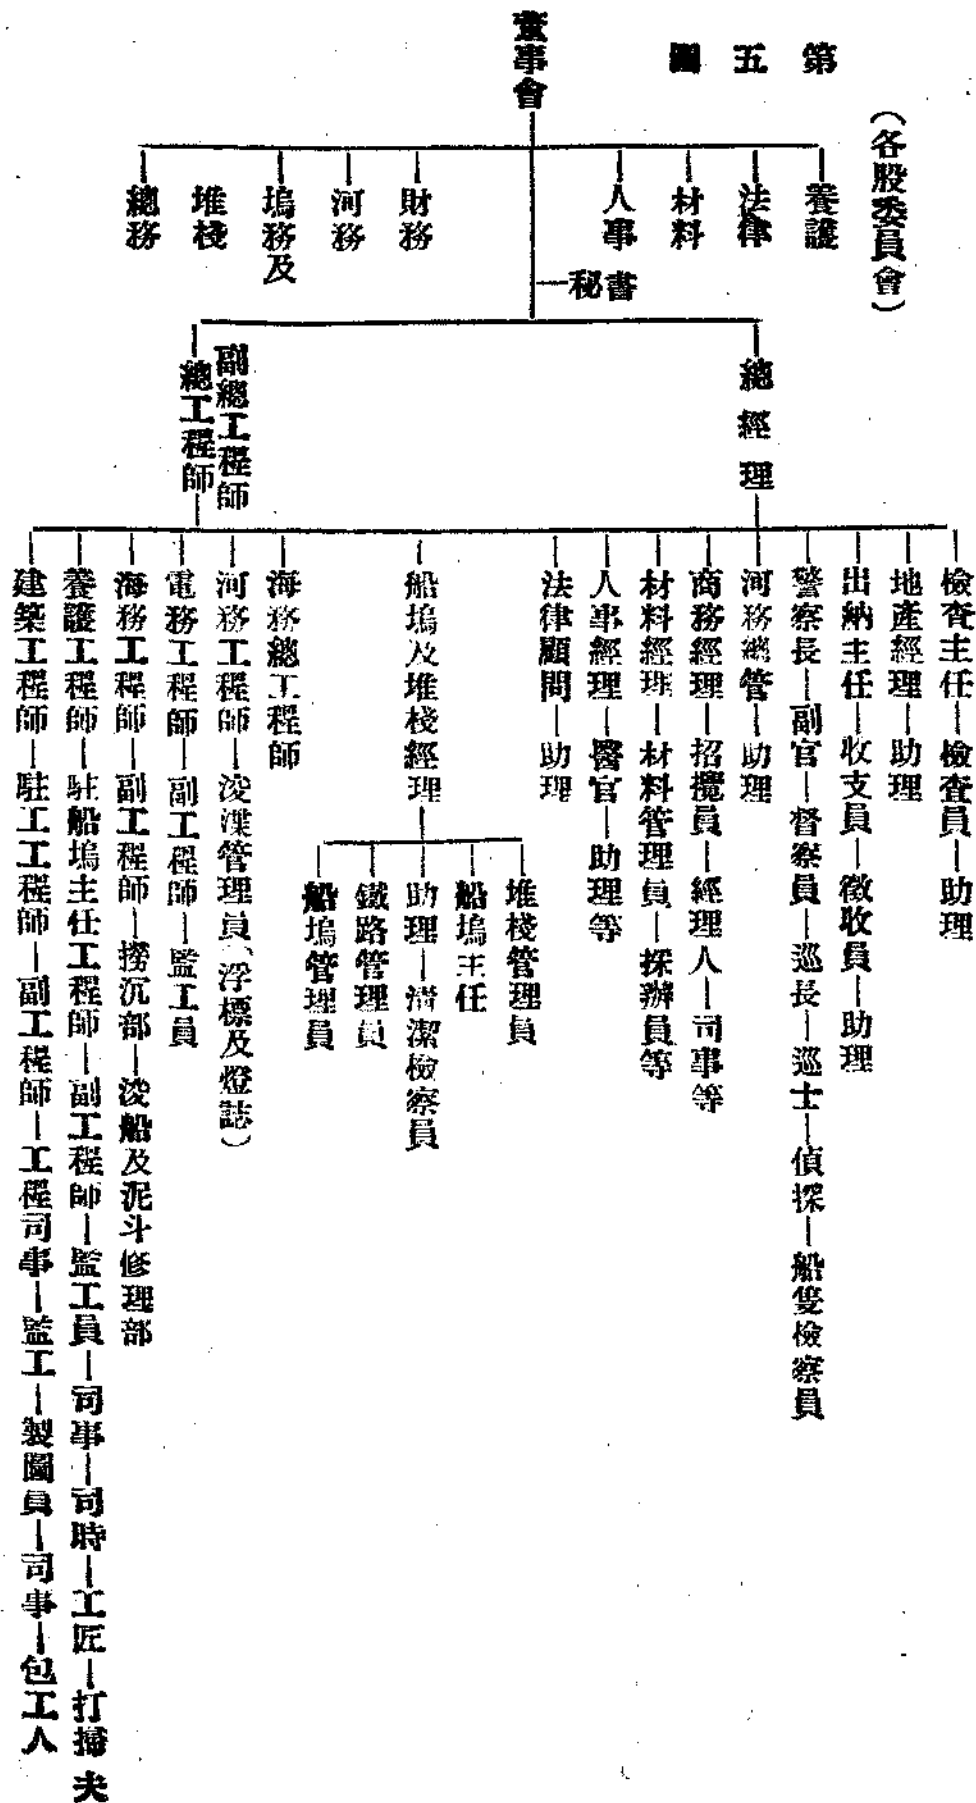 第五圖
(各股委員會)
董事會
養護
法律
材料
人事
財務
河務
塢務及
堆棧
總務
秘書
總經理
副總工程師
總工程師
檢查主任—檢查員—助理
地產經理—助理
出納主任—收支員—徵收員—助理
警察長—副官—督察員—巡長—巡士—偵探—船隻檢察員
河務總管—助理
商務經理—招攬員—經理人—司事等
材料經理—材料管理員—採辦員等
人事經理—醫官—助理等
法律顧問—助理
船塢及堆棧經理
堆棧管理員
船塢主任
助理—清潔檢察員
鐵路管理員
船塢管理員
海務總工程師
河務工程師—浚渫管理員(浮標及燈誌)
電務工程師—副工程師—監工員
海務工程師—副工程師—撈沉部—浚船及泥斗修理部
養護工程師—駐船塢主任工程師—副工程師—監工員—司事—司時—工匠—打掃夫
建築工程師—駐工工程師—副工程師—工程司事—監工—製圖員—司事—包工人